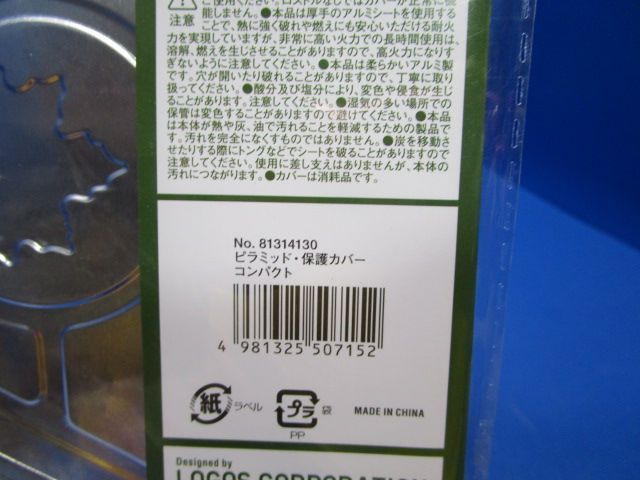 ご使用ください。ロストルなしではカバーが正常に機
注意
能しません。●本品は厚手のアルミシートを使用する
ことで、熱に強く破れや燃えにも安心いただける耐火
力を実現していますが、非常に高い火力での長時間使用は、
溶解、燃えを生じさせることがありますので、高火力になりす
ぎないように注意してください。●本品は柔らかいアルミ製
です。穴が開いたり破れることがありますので、丁寧に取り
扱ってください。●酸分及び塩分により、変色や侵食が生じ
ることがあります。注意してください。●湿気の多い場所での
保管は変色することがありますので避けてください。●本品
は本体が熱や灰、油で汚れることを軽減するための製品で
す。汚れを完全になくすものではありません。●炭を移動さ
せたりする際にトングなどでシートを破ることがありますので
注意してください。使用に差し支えはありませんが、本体の
汚れにつながります。●カバーは消耗品です。
No. 81314130
ピラミッド・保護カバー
コンパクト
4 981325 507152
紙 ラベル
プラ 袋
PP
MADE IN CHINA
Designed by
LOGOS CORPORATION